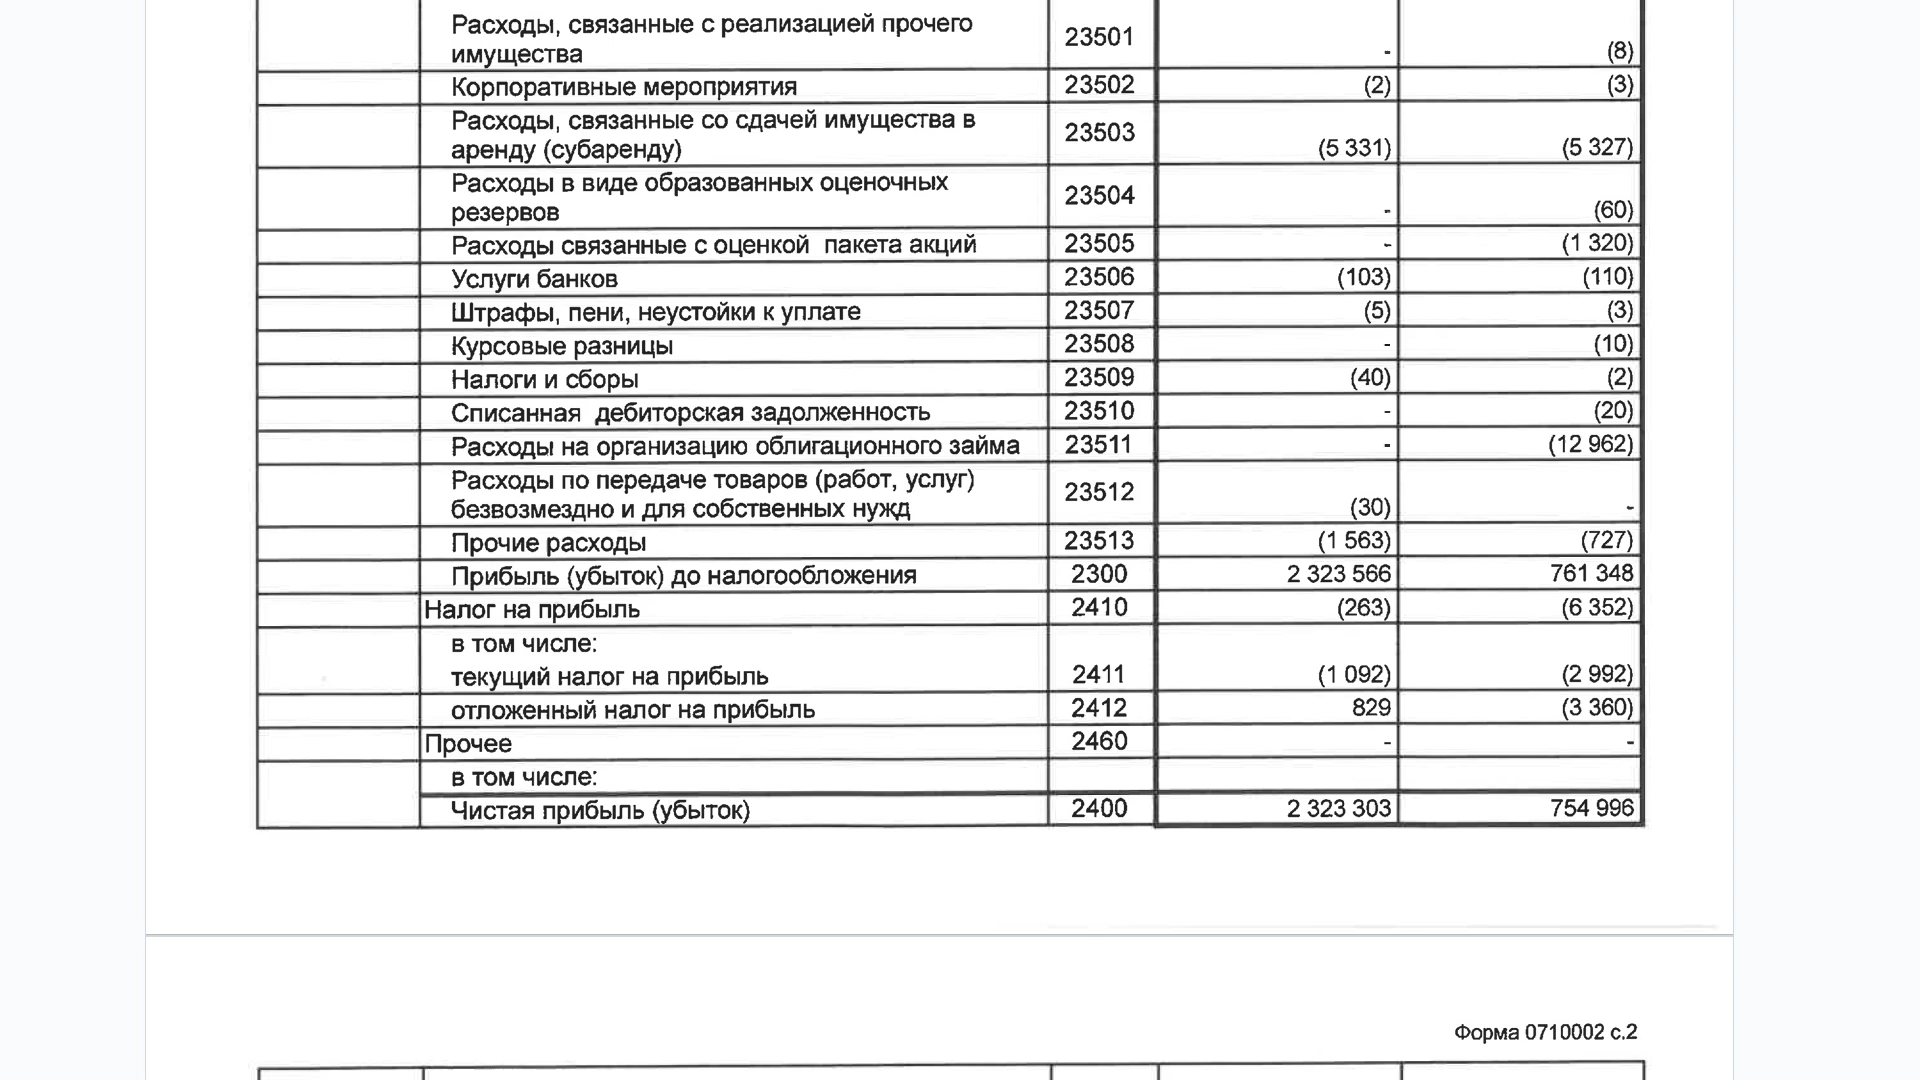 Расходы, связанные с реализацией прочего
имущества 23501 - (8)
Корпоративные мероприятия 23502 (2) (3)
Расходы, связанные со сдачей имущества в
аренду (субаренду) 23503 (5 331) (5 327)
Расходы в виде образованных оценочных
резервов 23504 - (60)
Расходы связанные с оценкой пакета акций 23505 - (1 320)
Услуги банков 23506 (103) (110)
Штрафы, пени, неустойки к уплате 23507 (5) (3)
Курсовые разницы 23508 - (10)
Налоги и сборы 23509 (40) (2)
Списанная дебиторская задолженность 23510 - (20)
Расходы на организацию облигационного займа 23511 - (12 962)
Расходы по передаче товаров (работ, услуг)
безвозмездно и для собственных нужд 23512 (30) -
Прочие расходы 23513 (1 563) (727)
Прибыль (убыток) до налогообложения 2300 2 323 566 761 348
Налог на прибыль 2410 (263) (6 352)
в том числе:
текущий налог на прибыль 2411 (1 092) (2 992)
отложенный налог на прибыль 2412 829 (3 360)
Прочее 2460 - -
в том числе:
Чистая прибыль (убыток) 2400 2 323 303 754 996
Форма 0710002 с.2